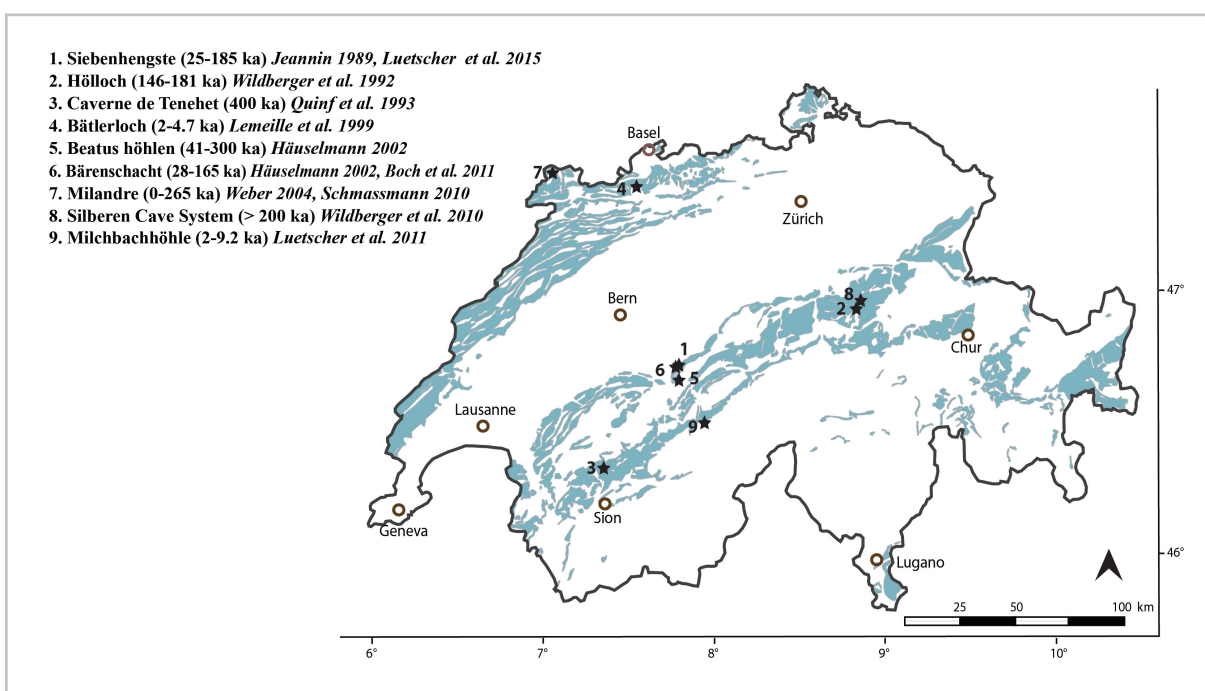 1. Siebenhengste (25-185 ka) Jeannin 1989, Luetscher et al. 2015
2. Hölloch (146-181 ka) Wildberger et al. 1992
3. Caverne de Tenehet (400 ka) Quinf et al. 1993
4. Bätlerloch (2-4.7 ka) Lemeille et al. 1999
5. Beatus höhlen (41-300 ka) Häuselmann 2002
6. Bärenschacht (28-165 ka) Häuselmann 2002, Boch et al. 2011
7. Milandre (0-265 ka) Weber 2004, Schmassmann 2010
8. Silberen Cave System (> 200 ka) Wildberger et al. 2010
9. Milchbachhöhle (2-9.2 ka) Luetscher et al. 2011
Basel
7
4
Zürich
8
47°
2
Bern
Chur
1
6
5
Lausanne
9
3
Sion
Geneva
46°
Lugano
25 50 100 km
6° 7° 8° 9° 10°